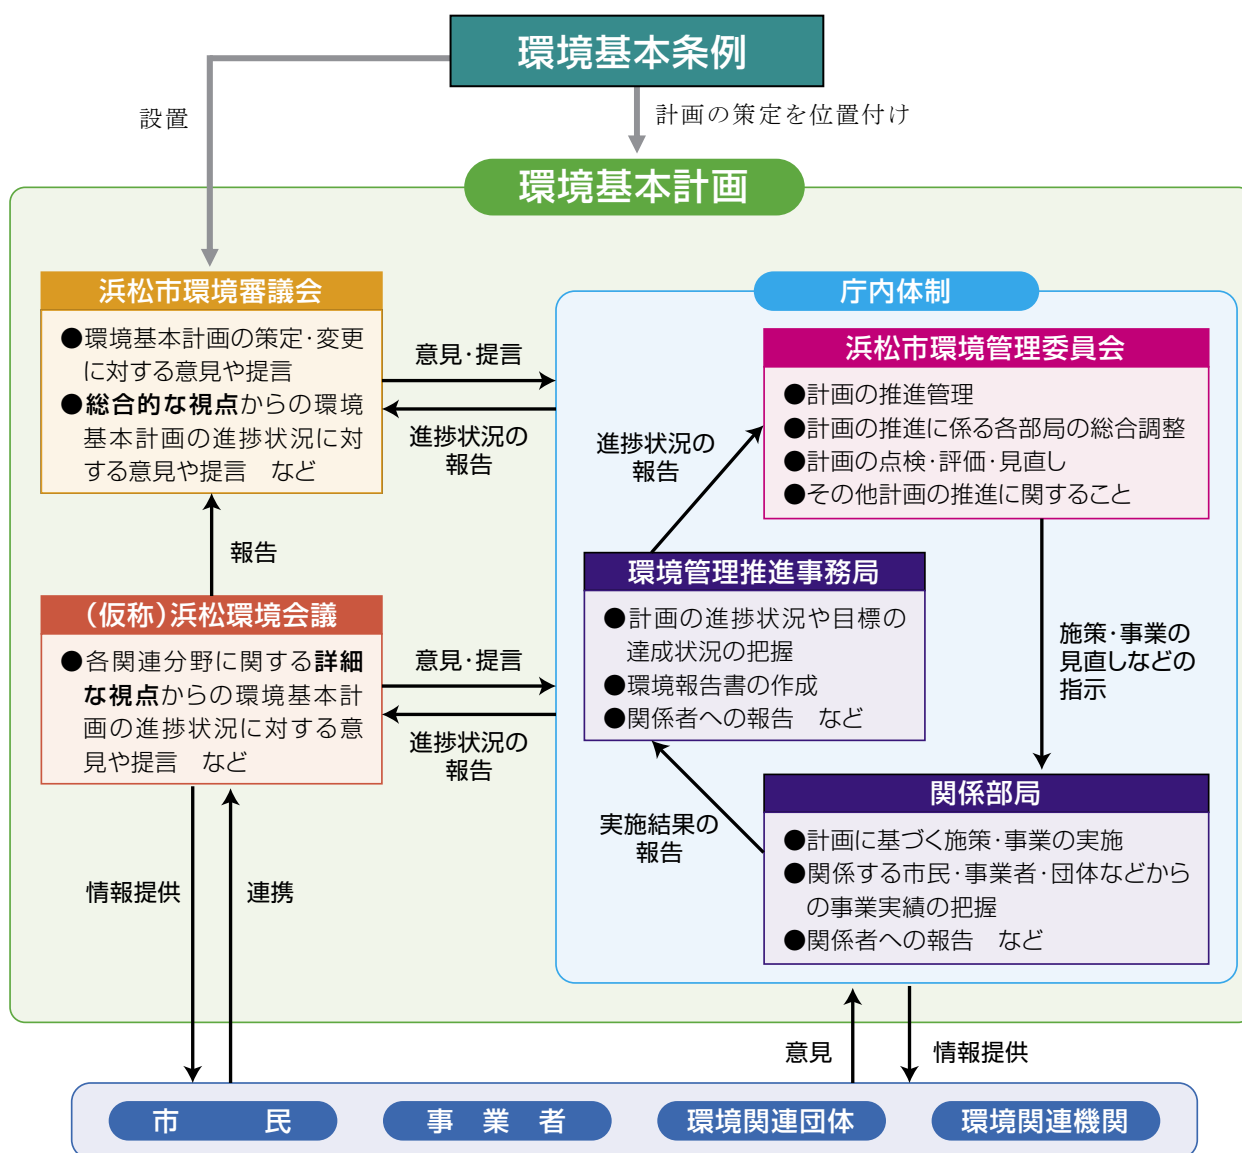 環境基本条例
設置
計画の策定を位置付け
環境基本計画
浜松市環境審議会
●環境基本計画の策定・変更
に対する意見や提言
●総合的な視点からの環境
基本計画の進捗状況に対
する意見や提言　など
意見・提言
進捗状況の
報告
報告
(仮称)浜松環境会議
●各関連分野に関する詳細
な視点からの環境基本計
画の進捗状況に対する意
見や提言　など
意見・提言
進捗状況の
報告
庁内体制
浜松市環境管理委員会
●計画の推進管理
●計画の推進に係る各部局の総合調整
●計画の点検・評価・見直し
●その他計画の推進に関すること
進捗状況の
報告
環境管理推進事務局
●計画の進捗状況や目標の
達成状況の把握
●環境報告書の作成
●関係者への報告　など
施策・事業の
見直しなどの
指示
実施結果の
報告
関係部局
●計画に基づく施策・事業の実施
●関係する市民・事業者・団体などから
の事業実績の把握
●関係者への報告　など
情報提供
連携
意見
情報提供
市　民
事　業　者
環境関連団体
環境関連機関